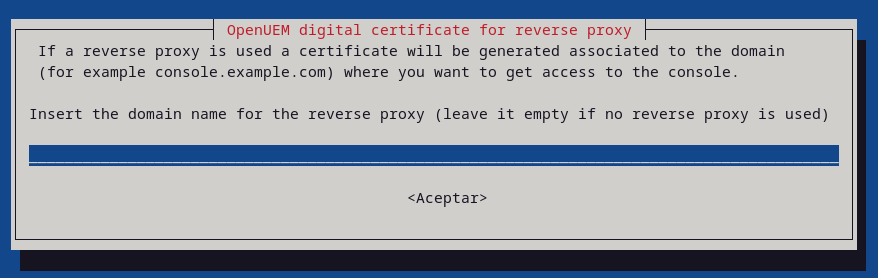 OpenUEM digital certificate for reverse proxy
If a reverse proxy is used a certificate will be generated associated to the domain
(for example console.example.com) where you want to get access to the console.
Insert the domain name for the reverse proxy (leave it empty if no reverse proxy is used)
<Aceptar>